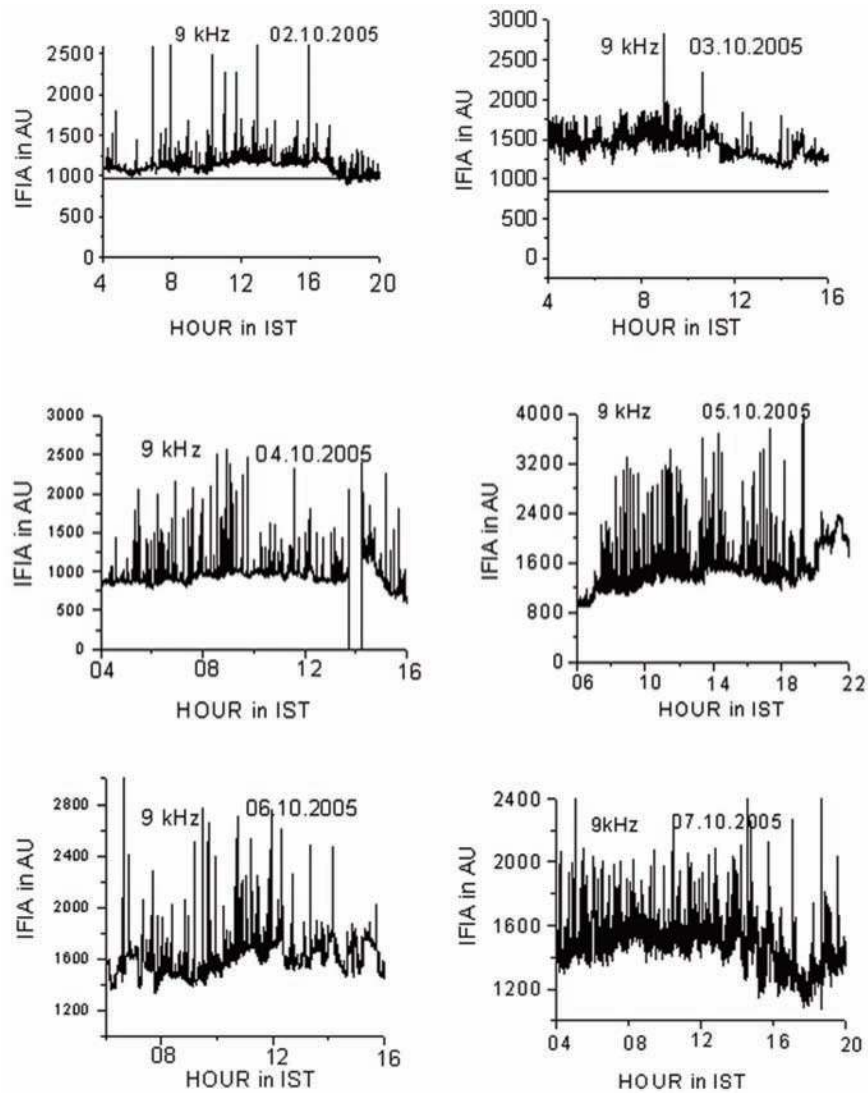 9 kHz 02.10.2005
IFIA in AU
2500
2000
1500
1000
500
0
4 8 12 16 20
HOUR in IST
9 kHz 03.10.2005
IFIA in AU
3000
2500
2000
1500
1000
500
0
4 8 12 16
HOUR in IST
9 kHz 04.10.2005
IFIA in AU
3000
2500
2000
1500
1000
500
0
04 08 12 16
HOUR in IST
9 kHz 05.10.2005
IFIA in AU
4000
3200
2400
1600
800
0
06 10 14 18 22
HOUR in IST
9 kHz 06.10.2005
IFIA in AU
2800
2400
2000
1600
1200
08 12 16
HOUR in IST
9kHz 07.10.2005
IFIA in AU
2400
2000
1600
1200
04 08 12 16 20
HOUR in IST